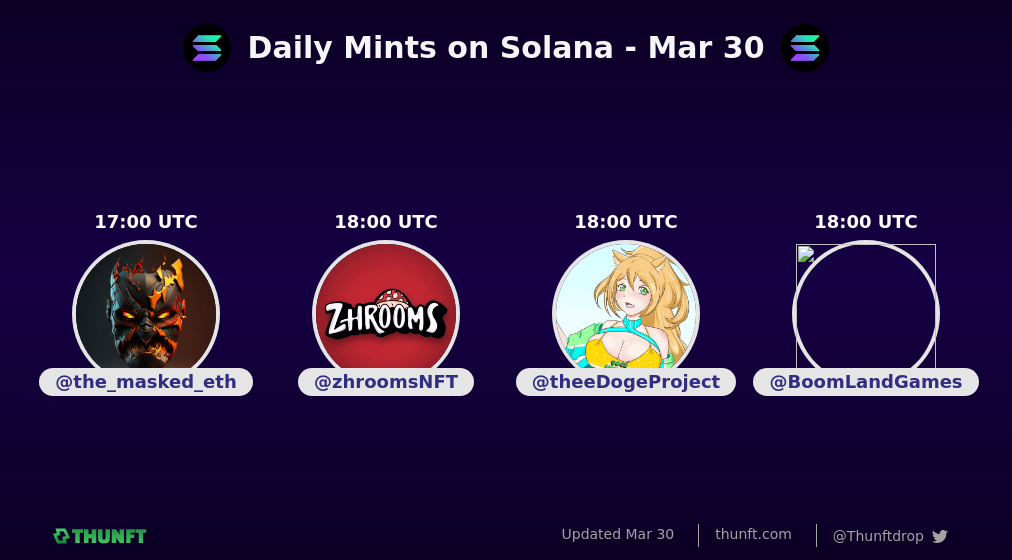 Daily Mints on Solana - Mar 30
17:00 UTC
18:00 UTC
18:00 UTC
18:00 UTC
ZHROOMS
@the_masked_eth
@zhroomsNFT
@theeDogeProject
@BoomLandGames
THUNFT
Updated Mar 30
thunft.com
@Thunftdrop